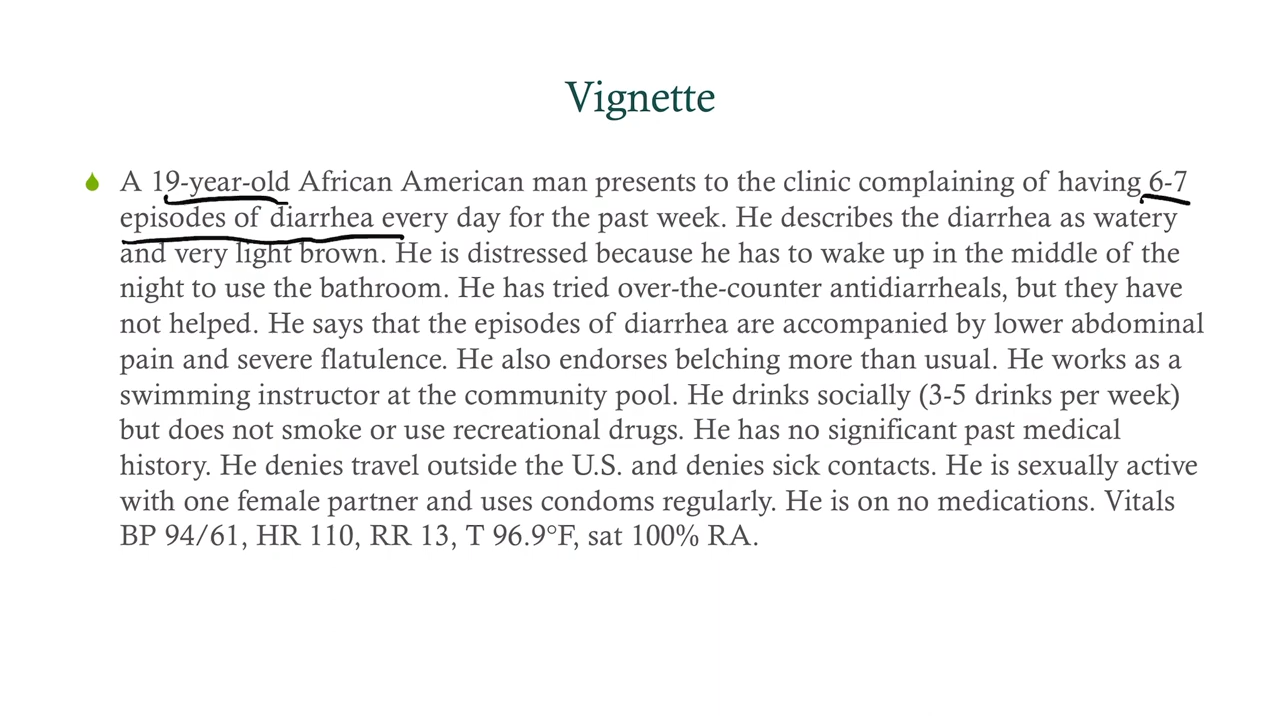 Vignette
A 19-year-old African American man presents to the clinic complaining of having 6-7
episodes of diarrhea every day for the past week. He describes the diarrhea as watery
and very light brown. He is distressed because he has to wake up in the middle of the
night to use the bathroom. He has tried over-the-counter antidiarrheals, but they have
not helped. He says that the episodes of diarrhea are accompanied by lower abdominal
pain and severe flatulence. He also endorses belching more than usual. He works as a
swimming instructor at the community pool. He drinks socially (3-5 drinks per week)
but does not smoke or use recreational drugs. He has no significant past medical
history. He denies travel outside the U.S. and denies sick contacts. He is sexually active
with one female partner and uses condoms regularly. He is on no medications. Vitals
BP 94/61, HR 110, RR 13, T 96.9°F, sat 100% RA.